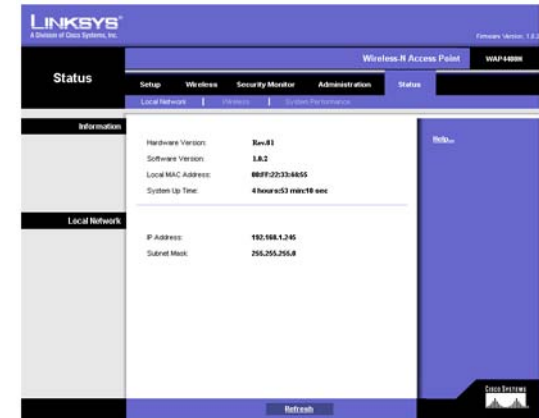 LINKSYS®
A Division of Cisco Systems, Inc.
Firmware Version: 1.0.2
Wireless-N Access Point WAP4400N
Status
Setup Wireless Security Monitor Administration Status
Local Network Wireless System Performance
Information
Hardware Version: Rev.01
Help...
Software Version: 1.0.2
Local MAC Address: 00:FF:22:33:44:55
System Up Time: 4 hours:53 min:10 sec
Local Network
IP Address: 192.168.1.245
Subnet Mask: 255.255.255.0
Refresh
CISCO SYSTEMS